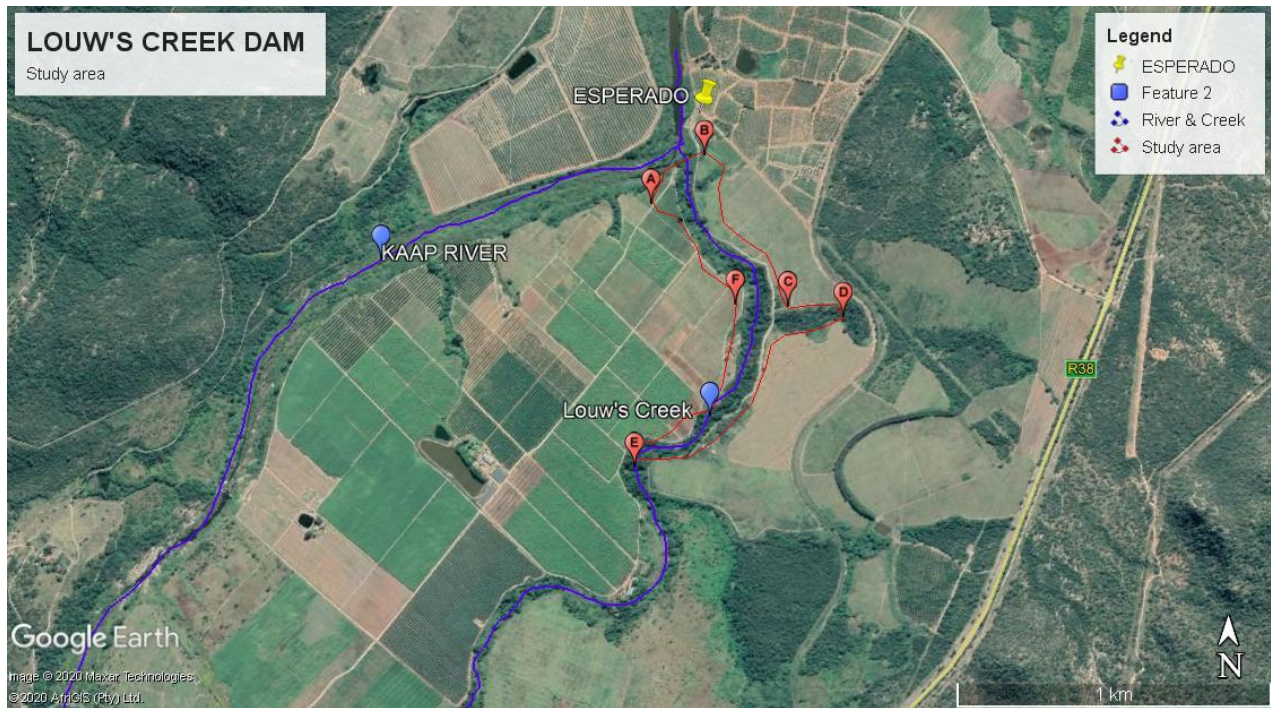 LOUW'S CREEK DAM
Study area
Legend
ESPERADO
Feature 2
River & Creek
Study area
ESPERADO
B
A
KAAP RIVER
F
C
D
R38
Louw's Creek
E
Google Earth
Image © 2020 Maxar Technologies
© 2020 AfriGIS (Pty) Ltd.
N
1 km